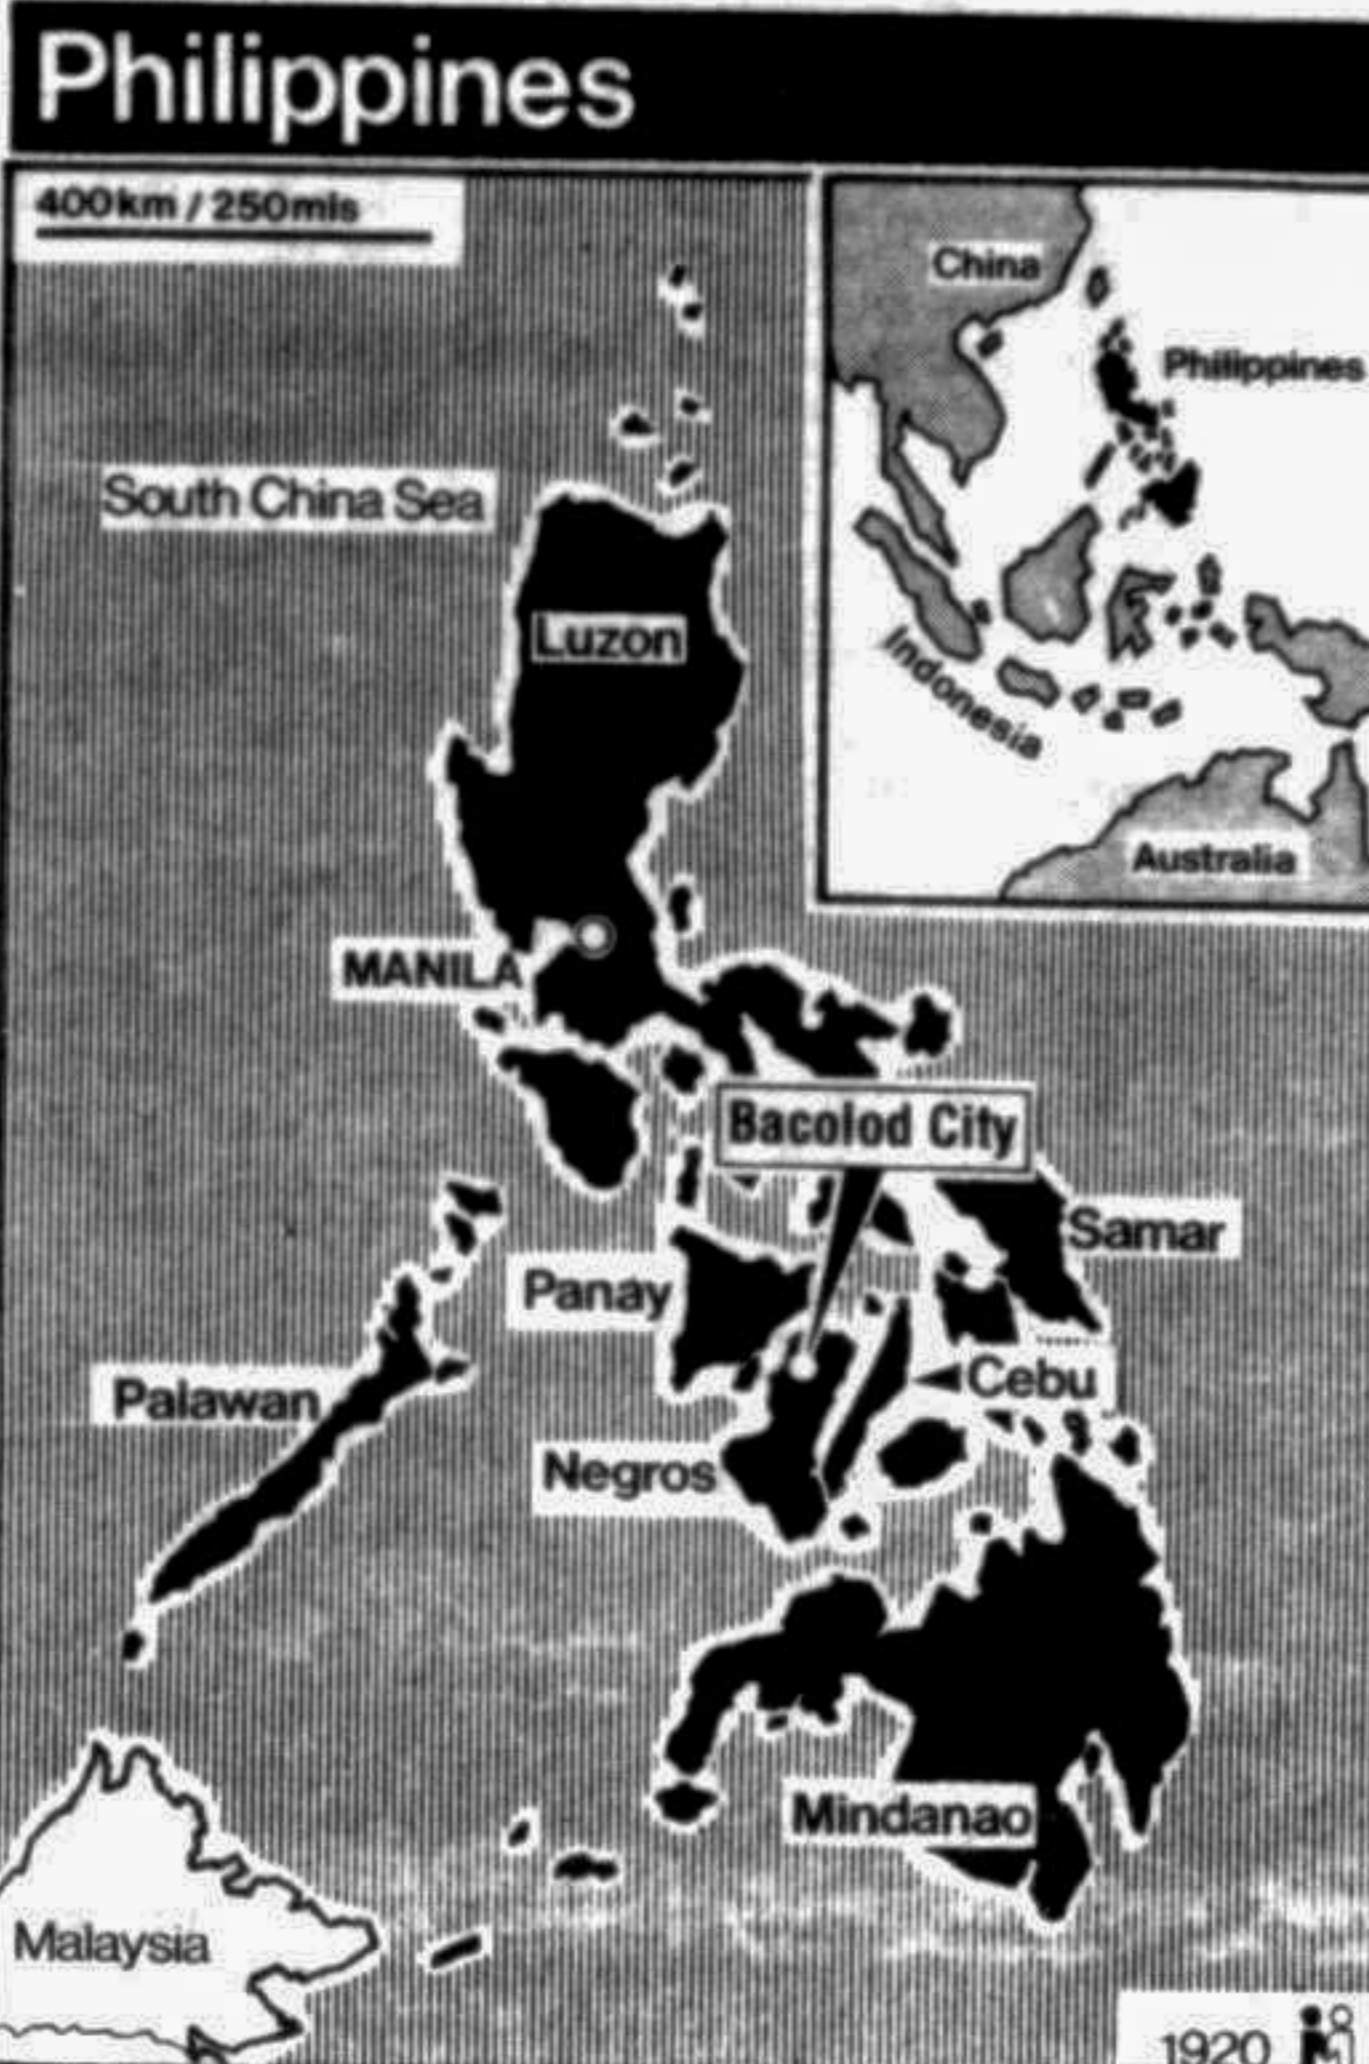 Philippines
400km / 250mls
China
Philippines
South China Sea
Luzon
Indonesia
Australia
MANILA
Bacolod City
Samar
Panay
Cebu
Palawan
Negros
Mindanao
Malaysia
1920